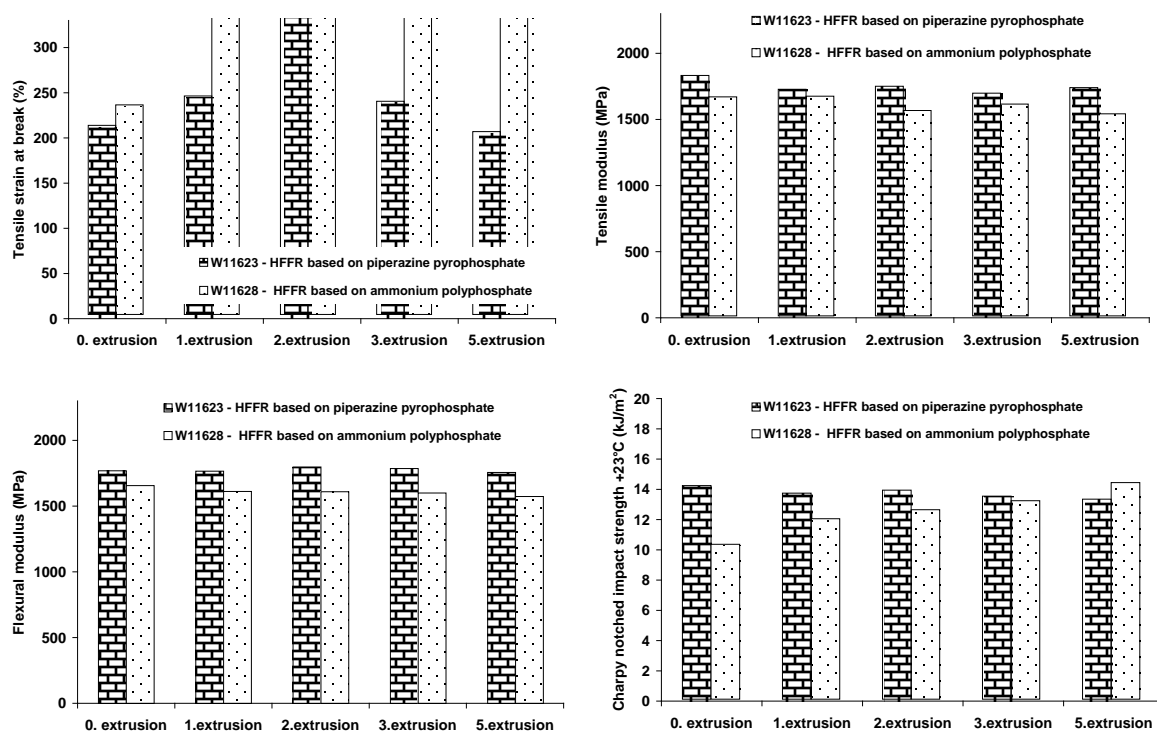 300
250
200
150
100
50
0
Tensile strain at break (%)
W11623 - HFFR based on piperazine pyrophosphate
W11628 -  HFFR based on ammonium polyphosphate
0. extrusion 1.extrusion 2.extrusion 3.extrusion 5.extrusion
W11623 - HFFR based on piperazine pyrophosphate
W11628 -  HFFR based on ammonium polyphosphate
2000
1500
1000
500
0
Tensile modulus (MPa)
0. extrusion 1.extrusion 2.extrusion 3.extrusion 5.extrusion
W11623 - HFFR based on piperazine pyrophosphate
W11628 -  HFFR based on ammonium polyphosphate
2000
1500
1000
500
0
Flexural modulus (MPa)
0. extrusion 1.extrusion 2.extrusion 3.extrusion 5.extrusion
W11623 - HFFR based on piperazine pyrophosphate
W11628 -  HFFR based on ammonium polyphosphate
20
18
16
14
12
10
8
6
4
2
0
Charpy notched impact strength +23°C (kJ/m²)
0. extrusion 1.extrusion 2.extrusion 3.extrusion 5.extrusion